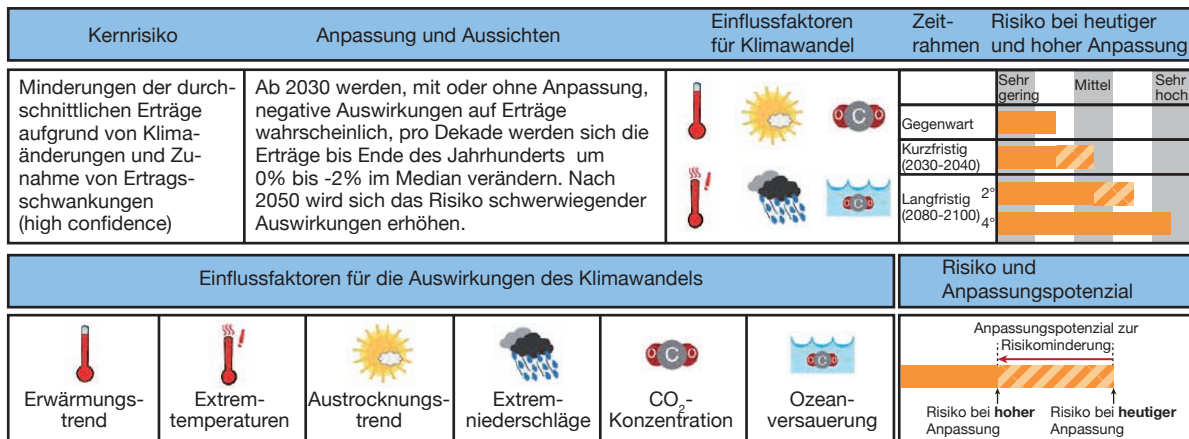 Kernrisiko
Anpassung und Aussichten
Einflussfaktoren
für Klimawandel
Zeit-
rahmen
Risiko bei heutiger
und hoher Anpassung
Minderungen der durch-
schnittlichen Erträge
aufgrund von Klima-
änderungen und Zu-
nahme von Ertrags-
schwankungen
(high confidence)
Ab 2030 werden, mit oder ohne Anpassung,
negative Auswirkungen auf Erträge
wahrscheinlich, pro Dekade werden sich die
Erträge bis Ende des Jahrhunderts um
0% bis -2% im Median verändern. Nach
2050 wird sich das Risiko schwerwiegender
Auswirkungen erhöhen.
O C O
O C O
Sehr
gering
Mittel
Sehr
hoch
Gegenwart
Kurzfristig
(2030-2040)
Langfristig
(2080-2100)
2°
4°
Einflussfaktoren für die Auswirkungen des Klimawandels
Risiko und
Anpassungspotenzial
Erwärmungs-
trend
Extrem-
temperaturen
Austrocknungs-
trend
Extrem-
niederschläge
O C O
CO₂-
Konzentration
O C O
Ozean-
versauerung
Anpassungspotenzial zur
Risikominderung
Risiko bei hoher
Anpassung
Risiko bei heutiger
Anpassung